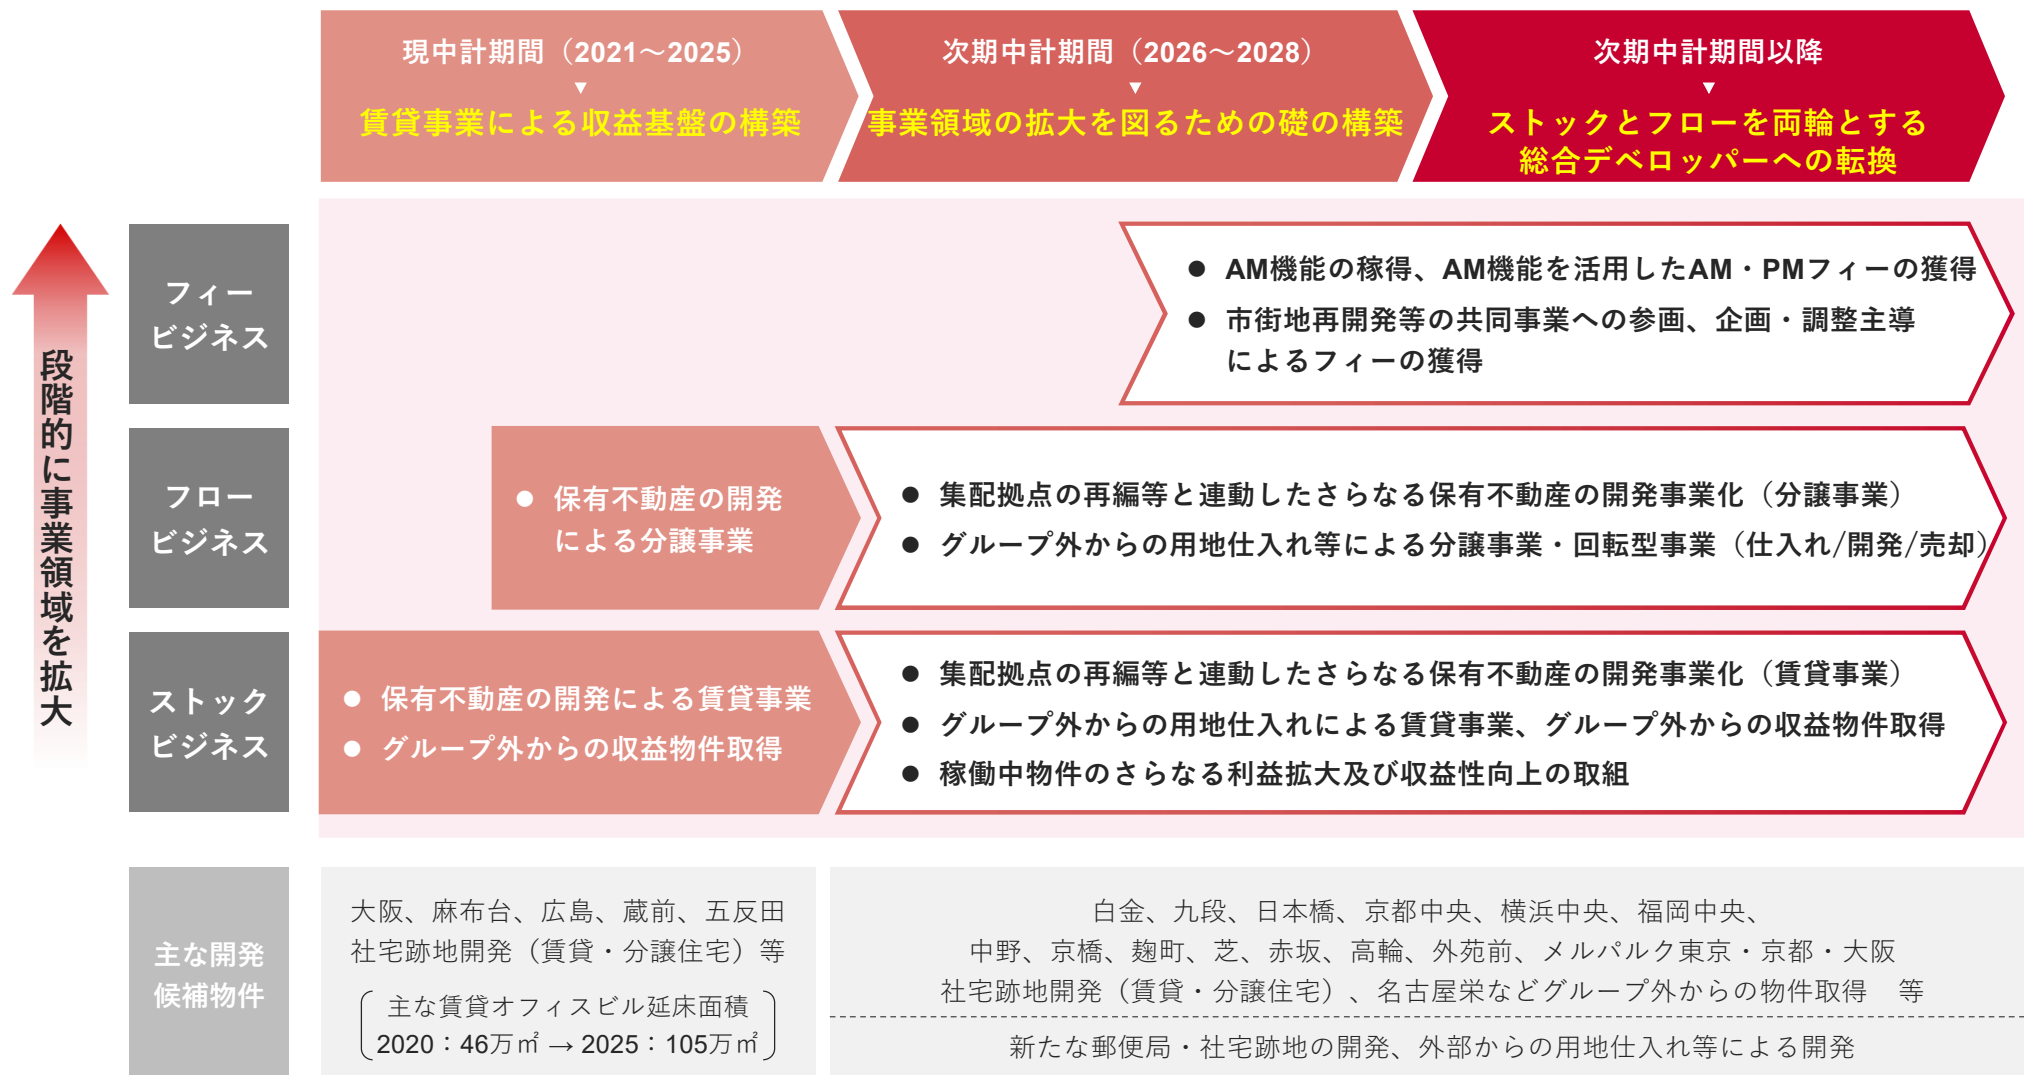 現中計期間（2021～2025）
▼
賃貸事業による収益基盤の構築
次期中計期間（2026～2028）
▼
事業領域の拡大を図るための礎の構築
次期中計期間以降
▼
ストックとフローを両輪とする
総合デベロッパーへの転換
段階的に事業領域を拡大
フィー
ビジネス
● AM機能の稼得、AM機能を活用したAM・PMフィーの獲得
● 市街地再開発等の共同事業への参画、企画・調整主導
によるフィーの獲得
フロー
ビジネス
● 保有不動産の開発
による分譲事業
● 集配拠点の再編等と連動したさらなる保有不動産の開発事業化（分譲事業）
● グループ外からの用地仕入れ等による分譲事業・回転型事業（仕入れ/開発/売却）
ストック
ビジネス
● 保有不動産の開発による賃貸事業
● グループ外からの収益物件取得
● 集配拠点の再編等と連動したさらなる保有不動産の開発事業化（賃貸事業）
● グループ外からの用地仕入れによる賃貸事業、グループ外からの収益物件取得
● 稼働中物件のさらなる利益拡大及び収益性向上の取組
主な開発
候補物件
大阪、麻布台、広島、蔵前、五反田
社宅跡地開発（賃貸・分譲住宅）等
主な賃貸オフィスビル延床面積
2020：46万㎡ → 2025：105万㎡
白金、九段、日本橋、京都中央、横浜中央、福岡中央、
中野、京橋、麹町、芝、赤坂、高輪、外苑前、メルパルク東京・京都・大阪
社宅跡地開発（賃貸・分譲住宅）、名古屋栄などグループ外からの物件取得　等
新たな郵便局・社宅跡地の開発、外部からの用地仕入れ等による開発